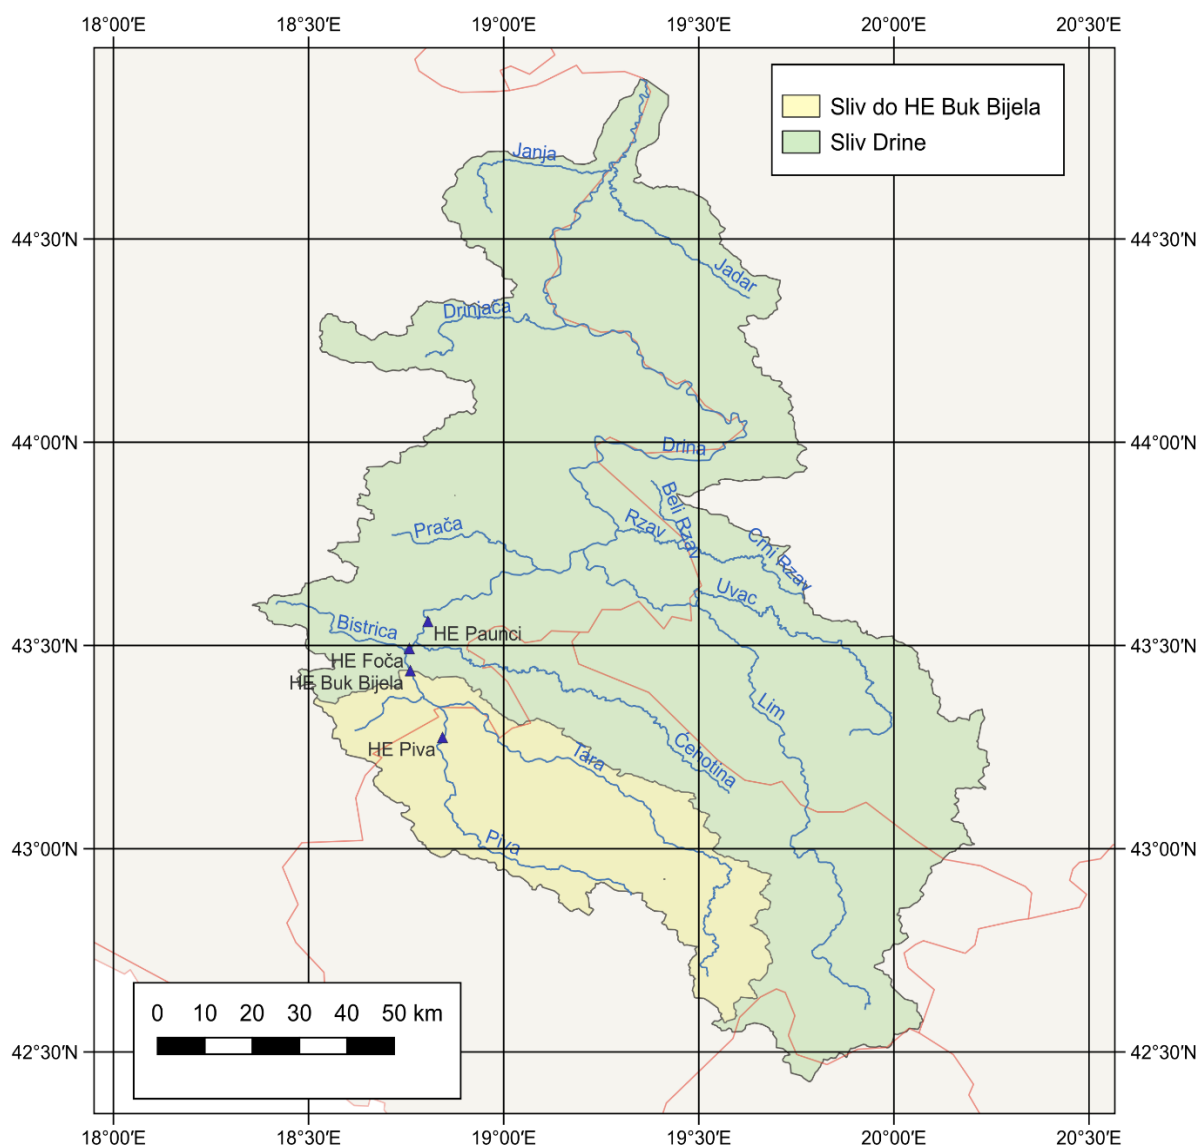 18°00′E 18°30′E 19°00′E 19°30′E 20°00′E 20°30′E
Sliv do HE Buk Bijela
Sliv Drine
Janja
44°30′N 44°30′N
Jadar
Drinjača
44°00′N 44°00′N
Drina
Beli Rzav
Prača
Rzav
Crni Rzav
Uvac
Bistrica
HE Paunci
43°30′N 43°30′N
HE Foča
HE Buk Bijela
Lim
HE Piva
Tara
Ćehotina
Piva
43°00′N 43°00′N
0 10 20 30 40 50 km
42°30′N 42°30′N
18°00′E 18°30′E 19°00′E 19°30′E 20°00′E 20°30′E